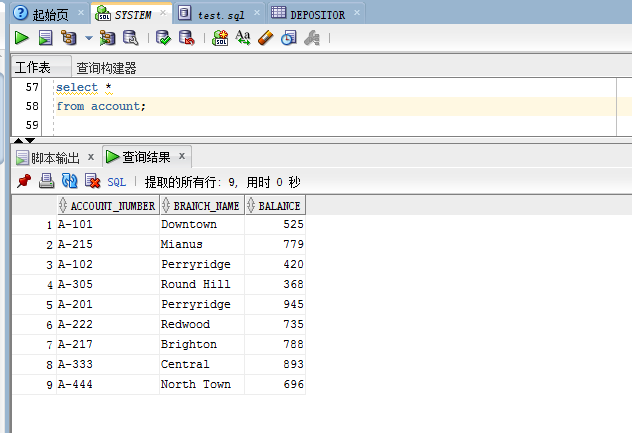 起始页 SYSTEM test.sql DEPOSITOR
工作表 查询构建器
57 select *
58 from account;
59
脚本输出 x 查询结果 x
SQL 提取的所有行: 9, 用时 0 秒
ACCOUNT_NUMBER BRANCH_NAME BALANCE
1 A-101 Downtown 525
2 A-215 Mianus 779
3 A-102 Perryridge 420
4 A-305 Round Hill 368
5 A-201 Perryridge 945
6 A-222 Redwood 735
7 A-217 Brighton 788
8 A-333 Central 893
9 A-444 North Town 696